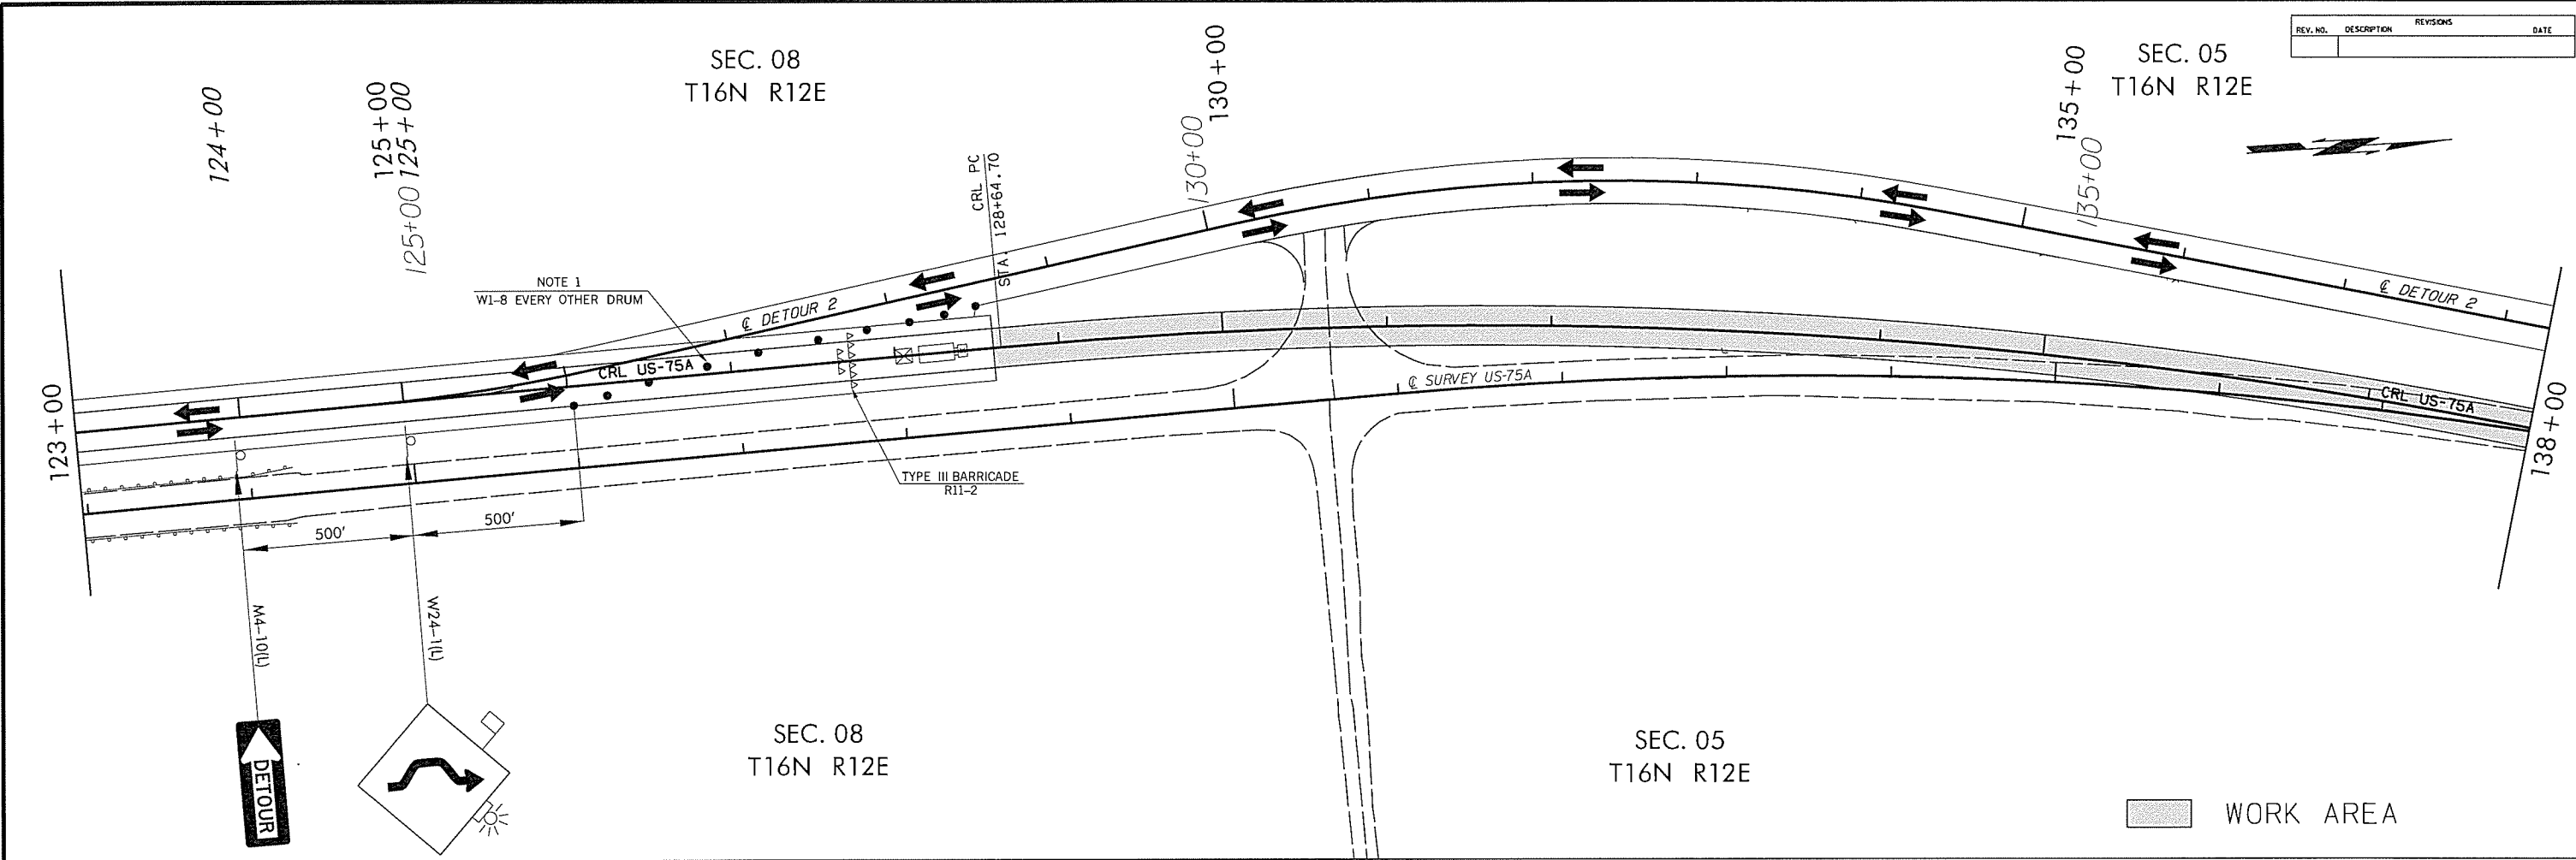 REVISIONS
REV. NO. DESCRIPTION DATE
SEC. 08
T16N R12E
SEC. 05
T16N R12E
124+00
125+00
125+00
125+00
130+00
130+00
135+00
135+00
CRL PC
STA. 128+64.70
NOTE 1
W1-8 EVERY OTHER DRUM
℄ DETOUR 2
℄ DETOUR 2
CRL US-75A
℄ SURVEY US-75A
CRL US-75A
123+00
138+00
TYPE III BARRICADE
R11-2
500'
500'
M4-10(L)
W24-1(L)
DETOUR
SEC. 08
T16N R12E
SEC. 05
T16N R12E
WORK AREA